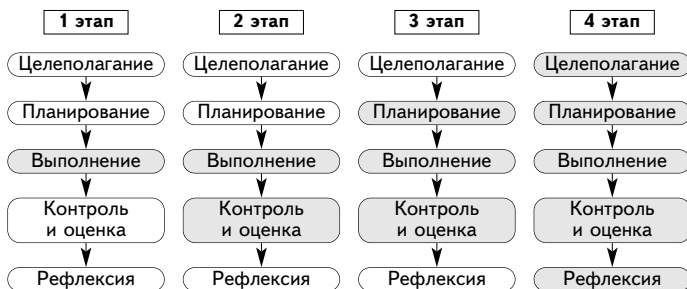 1 этап
2 этап
3 этап
4 этап
Целеполагание
Целеполагание
Целеполагание
Целеполагание
Планирование
Планирование
Планирование
Планирование
Выполнение
Выполнение
Выполнение
Выполнение
Контроль
и оценка
Контроль
и оценка
Контроль
и оценка
Контроль
и оценка
Рефлексия
Рефлексия
Рефлексия
Рефлексия